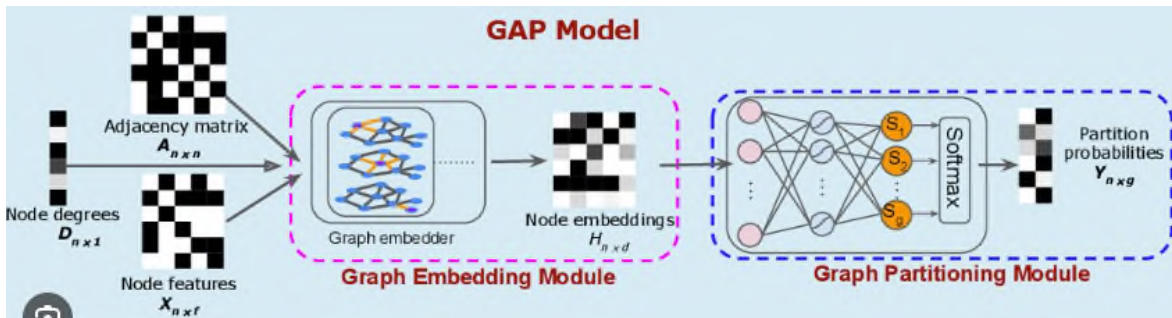 GAP Model
Adjacency matrix
A n x n
Node degrees
D n x 1
Node features
X n x f
Graph embedder
Node embeddings
H n x d
Graph Embedding Module
S1
S2
Sg
Softmax
Partition
probabilities
Y n x g
Graph Partitioning Module